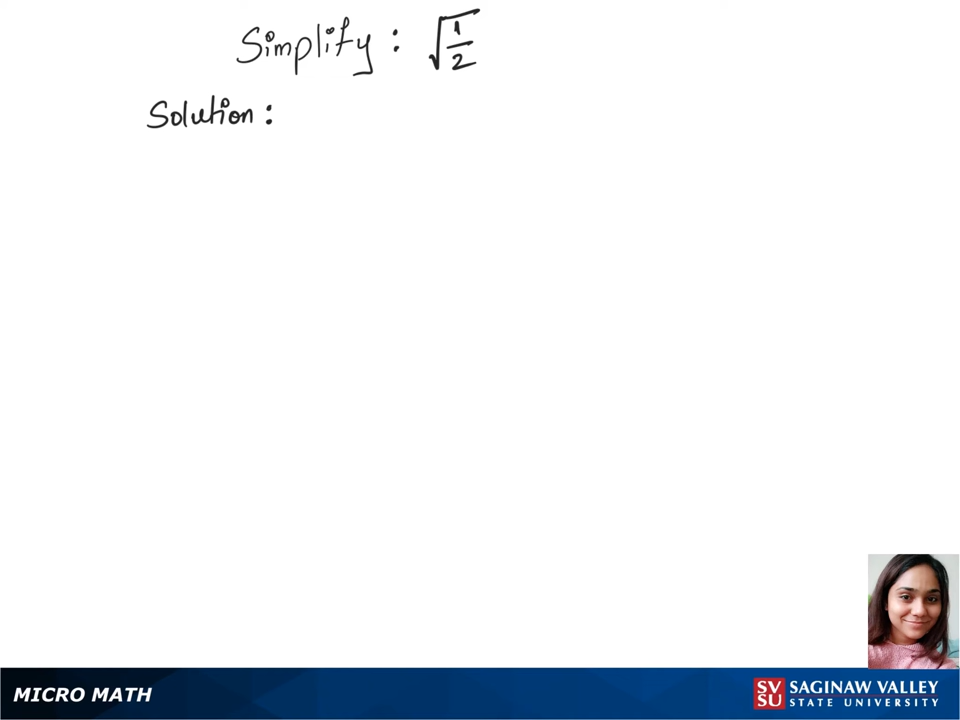 Simplify : √1/2
Solution :
MICRO MATH
SV
SU
SAGINAW VALLEY
STATE UNIVERSITY